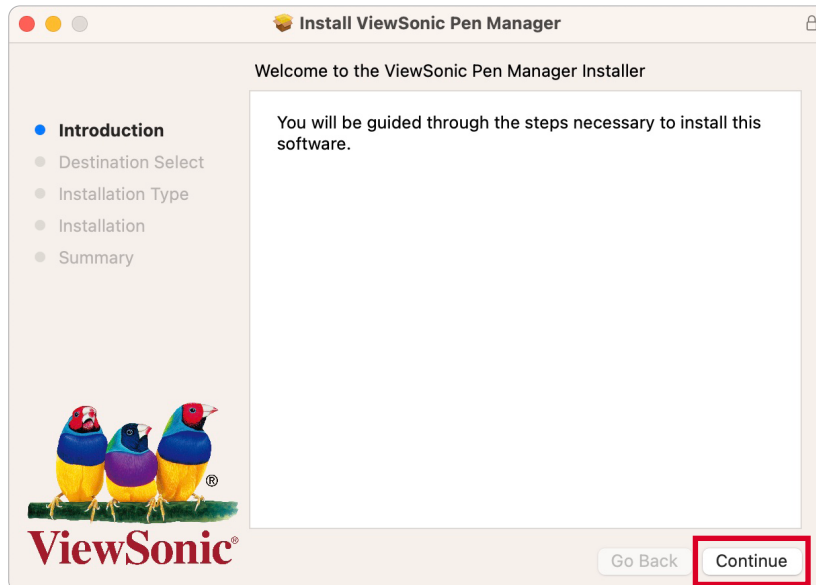 Install ViewSonic Pen Manager
Welcome to the ViewSonic Pen Manager Installer
Introduction
Destination Select
Installation Type
Installation
Summary
You will be guided through the steps necessary to install this
software.
®
ViewSonic®
Go Back
Continue